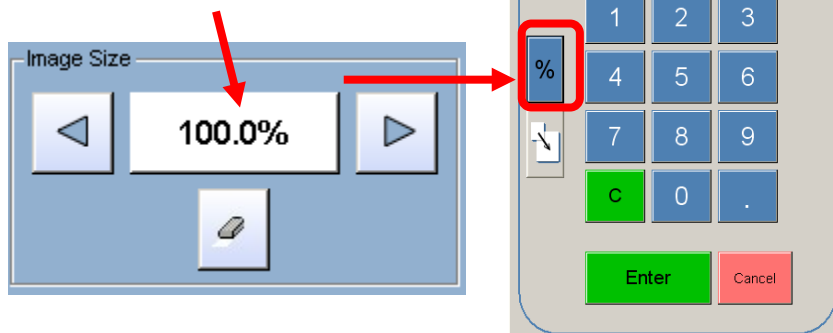 Image Size
100.0%
1 2 3
% 4 5 6
7 8 9
C 0 .
Enter Cancel